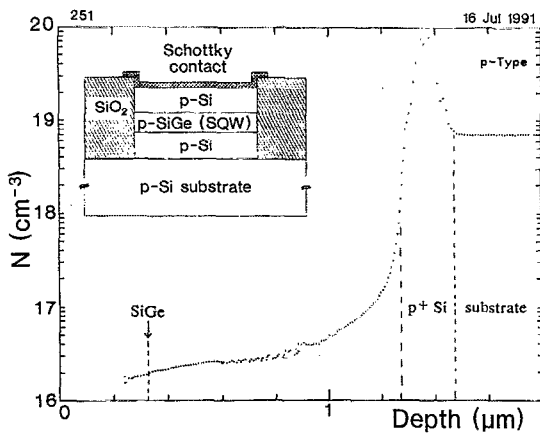 251
16 Jul 1991
20
Schottky
contact
p-Type
p-Si
SiO2
p-SiGe (SQW)
p-Si
19
p-Si substrate
18
N (cm-3)
17
SiGe
p+ Si
substrate
16
0
1
Depth (μm)